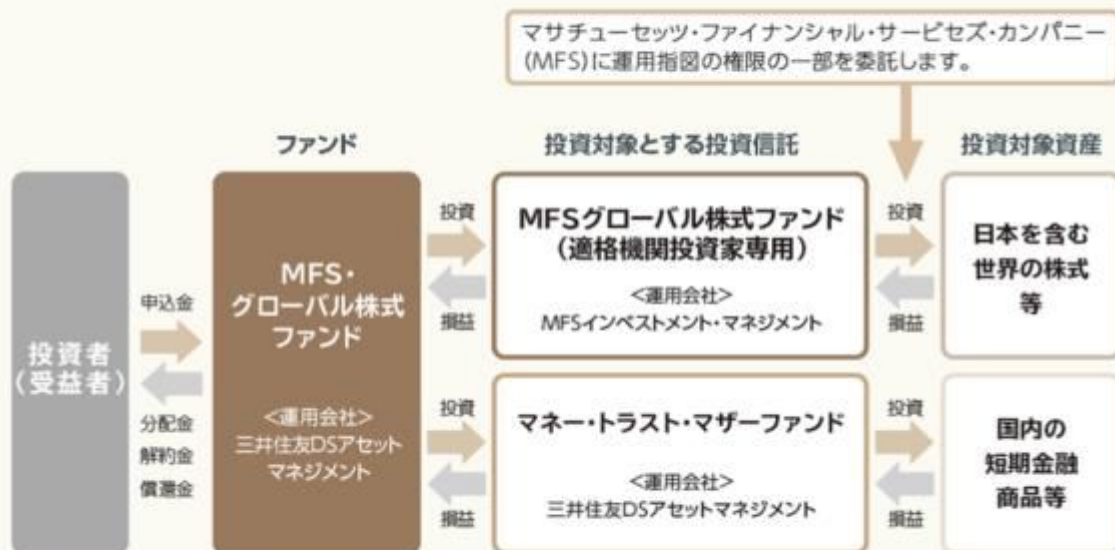 マサチューセッツ・ファイナンシャル・サービセズ・カンパニー
(MFS)に運用指図の権限の一部を委託します。
ファンド
投資対象とする投資信託
投資対象資産
投資者
(受益者)
申込金
分配金
解約金
償還金
MFS・
グローバル株式
ファンド
<運用会社>
三井住友DSアセット
マネジメント
投資
損益
MFSグローバル株式ファンド
(適格機関投資家専用)
<運用会社>
MFSインベストメント・マネジメント
投資
損益
日本を含む
世界の株式
等
投資
損益
マネー・トラスト・マザーファンド
<運用会社>
三井住友DSアセットマネジメント
投資
損益
国内の
短期金融
商品等